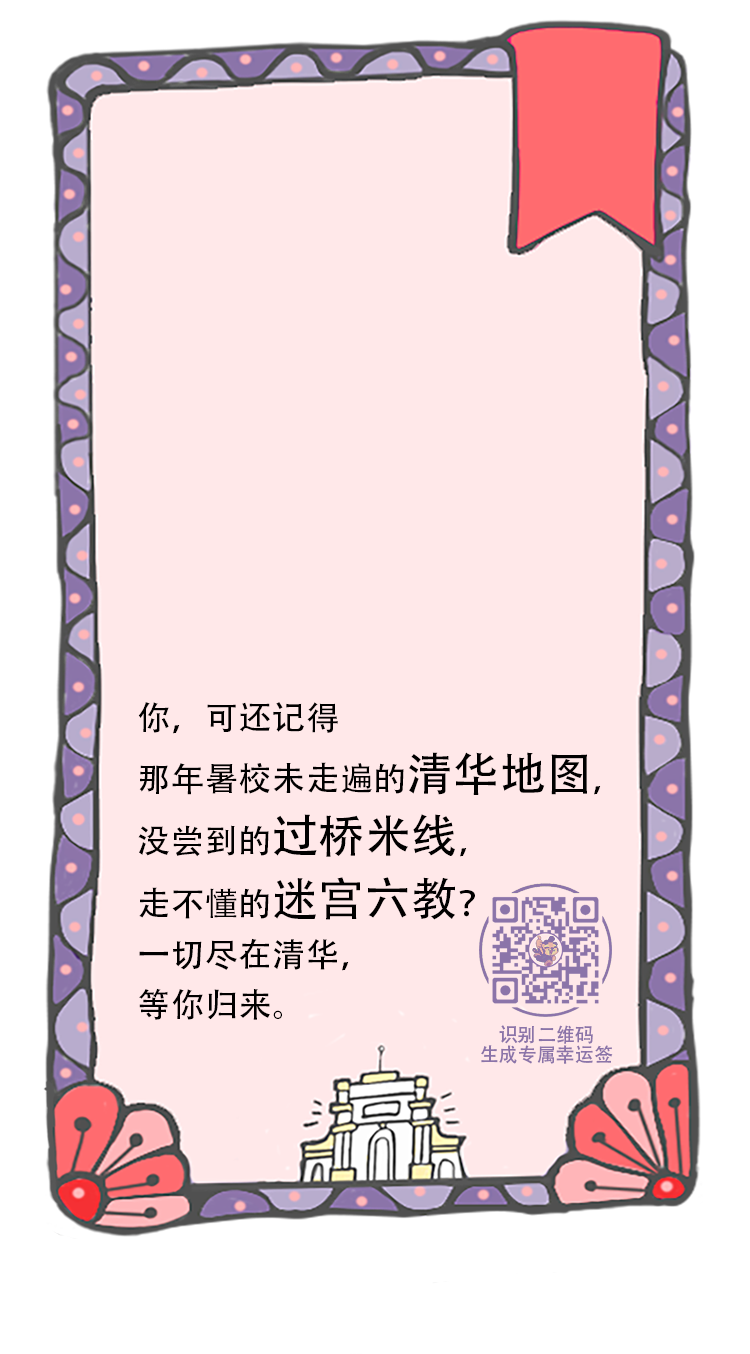 你，可还记得
那年暑校未走遍的清华地图，
没尝到的过桥米线，
走不懂的迷宫六教？
一切尽在清华，
等你归来。
识别二维码
生成专属幸运签